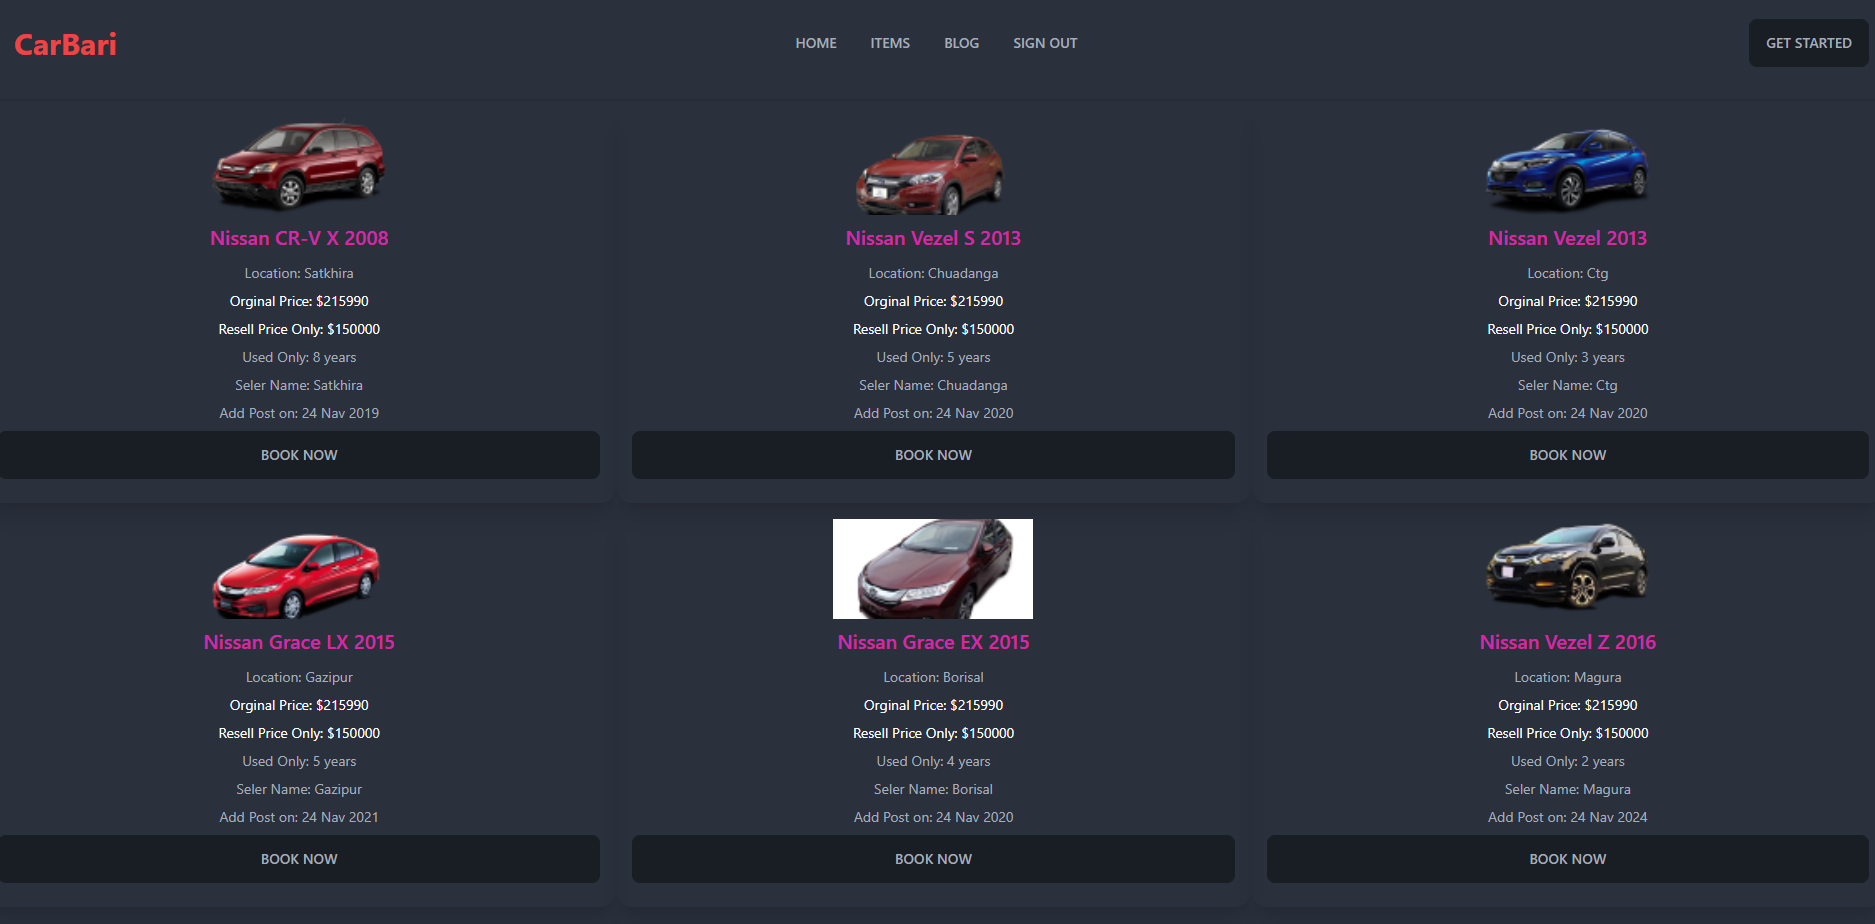 CarBari
HOME ITEMS BLOG SIGN OUT
GET STARTED
Nissan CR-V X 2008
Location: Satkhira
Orginal Price: $215990
Resell Price Only: $150000
Used Only: 8 years
Seler Name: Satkhira
Add Post on: 24 Nav 2019
BOOK NOW
Nissan Vezel S 2013
Location: Chuadanga
Orginal Price: $215990
Resell Price Only: $150000
Used Only: 5 years
Seler Name: Chuadanga
Add Post on: 24 Nav 2020
BOOK NOW
Nissan Vezel 2013
Location: Ctg
Orginal Price: $215990
Resell Price Only: $150000
Used Only: 3 years
Seler Name: Ctg
Add Post on: 24 Nav 2020
BOOK NOW
Nissan Grace LX 2015
Location: Gazipur
Orginal Price: $215990
Resell Price Only: $150000
Used Only: 5 years
Seler Name: Gazipur
Add Post on: 24 Nav 2021
BOOK NOW
Nissan Grace EX 2015
Location: Borisal
Orginal Price: $215990
Resell Price Only: $150000
Used Only: 4 years
Seler Name: Borisal
Add Post on: 24 Nav 2020
BOOK NOW
Nissan Vezel Z 2016
Location: Magura
Orginal Price: $215990
Resell Price Only: $150000
Used Only: 2 years
Seler Name: Magura
Add Post on: 24 Nav 2024
BOOK NOW